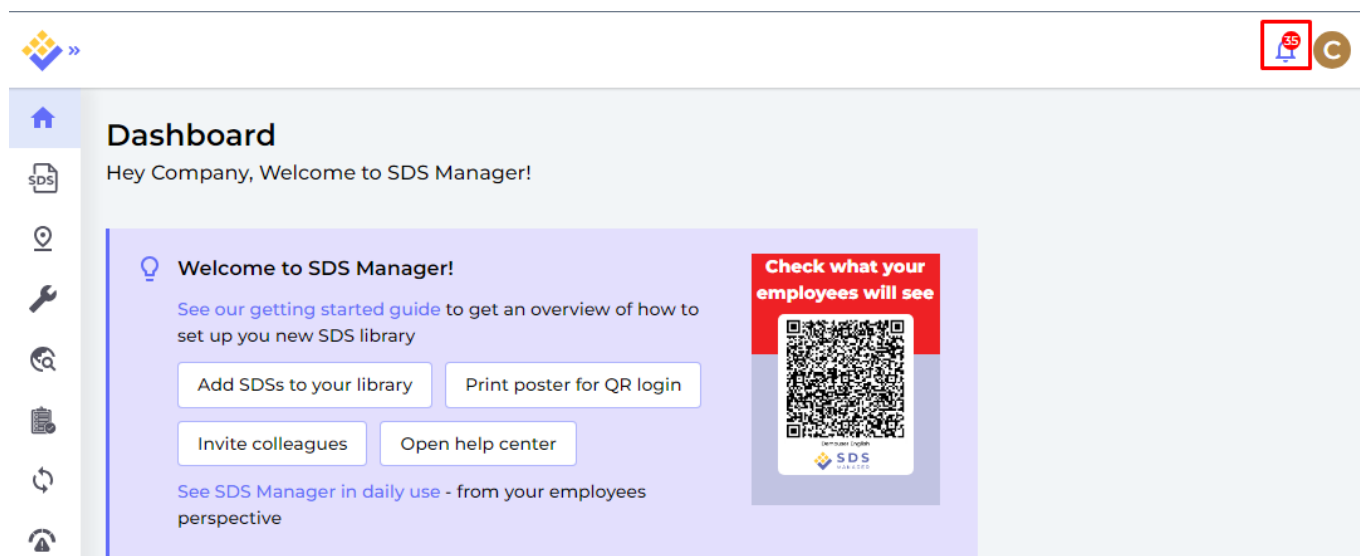 »
35
C
Dashboard
Hey Company, Welcome to SDS Manager!
SDS
Welcome to SDS Manager!
See our getting started guide to get an overview of how to
set up you new SDS library
Add SDSs to your library
Print poster for QR login
Invite colleagues
Open help center
See SDS Manager in daily use - from your employees
perspective
Check what your
employees will see
SDS
MANAGER